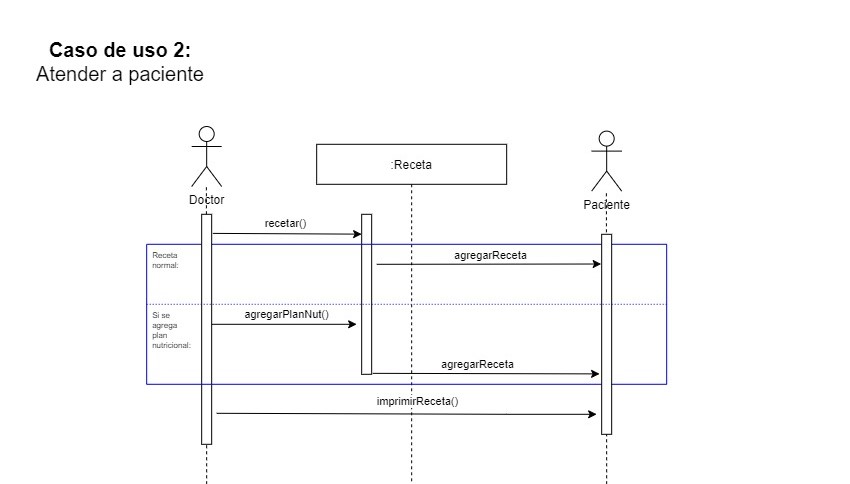 Caso de uso 2:
Atender a paciente
:Receta
Doctor
Paciente
recetar()
Receta
normal:
agregarReceta
Si se
agrega
plan
nutricional:
agregarPlanNut()
agregarReceta
imprimirReceta()